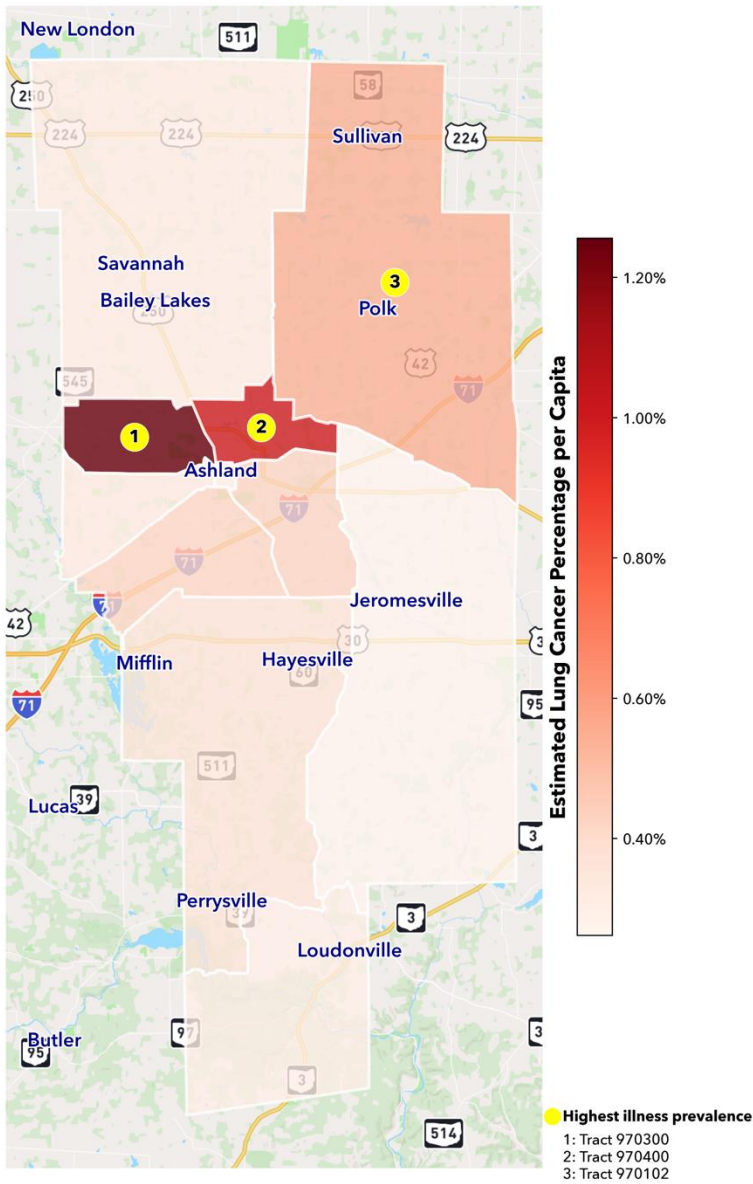 New London
511
250
58
224
224
Sullivan
224
Savannah
3
Bailey Lakes
250
Polk
42
545
71
1
2
Ashland
71
71
71
42
Jeromesville
30
3
Mifflin
Hayesville
60
71
95
511
Lucas
39
3
Perrysville
39
3
Loudonville
97
3
Butler
95
3
514
1.20%
1.00%
0.80%
0.60%
0.40%
Estimated Lung Cancer Percentage per Capita
Highest illness prevalence
1: Tract 970300
2: Tract 970400
3: Tract 970102